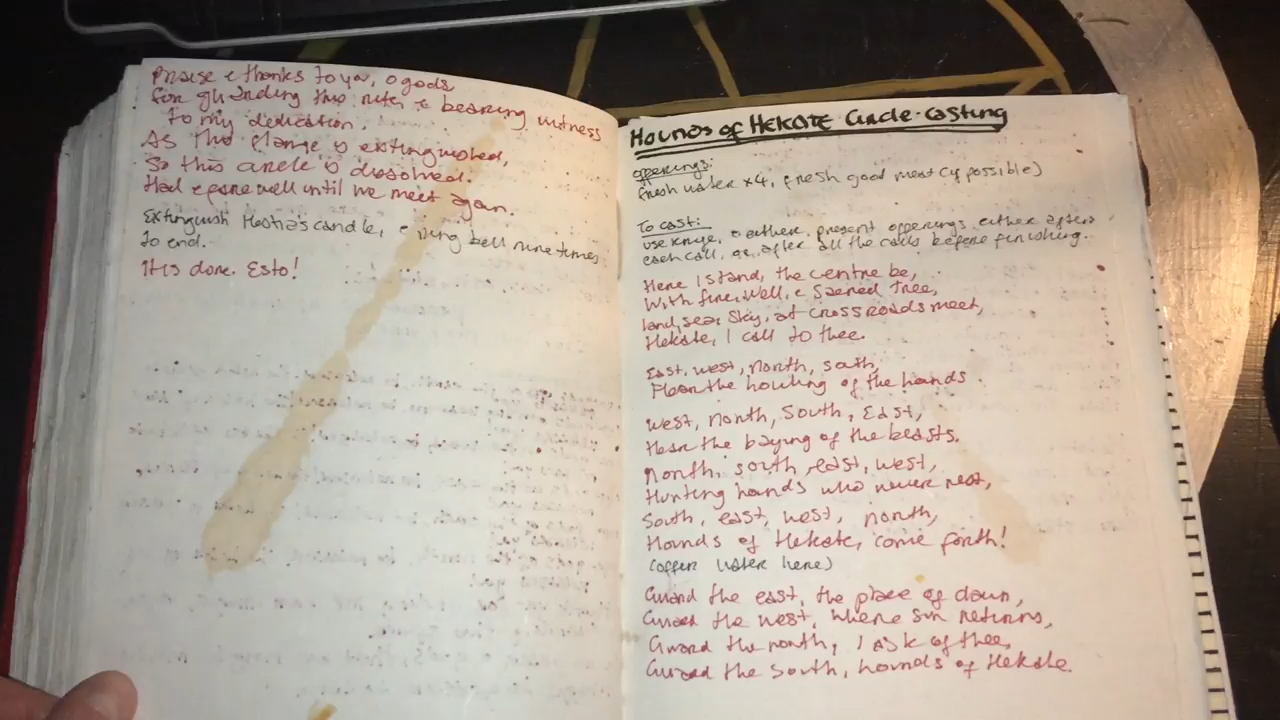 Praise & thanks to you, o gods
for guarding this rite, & bearing witness
to my dedication.
As this flame is extinguished,
So this circle is dissolved.
Hail & farewell until we meet again.
Extinguish Hestia's candle, & ring bell nine times
to end.
It is done. Esto!
Hounds of HEKATE Circle-casting
Offerings:
fresh water x4, fresh good meat (if possible)
To cast:
use knife, & either present offerings either after
each call, or after all the calls before finishing.
Here I stand, the centre be,
With fire, well, & Sacred Tree,
land, sea, sky, at crossroads meet,
Hekate, I call to thee.
East, west, north, south,
Hear the howling of the hounds.
West, north, South, East,
Hear the baying of the beasts.
North, south, east, west,
Hunting hounds who never rest,
South, east, west, north,
Hounds of Hekate, come forth!
(offer water here)
Guard the east, the place of dawn,
Guard the west, where sun returns,
Guard the north, I ask of thee,
Guard the South, hounds of Hekate.